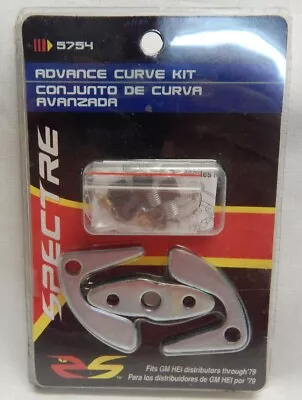 5754
ADVANCE CURVE KIT
CONJUNTO DE CURVA
AVANZADA
SPECTRE
Fits GM HEI distributors through '79
Para los distribuidores de GM HEI por '79